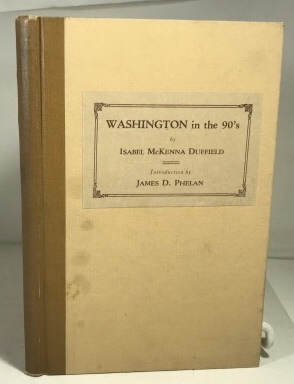 WASHINGTON in the 90's
by
ISABEL MCKENNA DUFFIELD
Introduction by
JAMES D. PHELAN